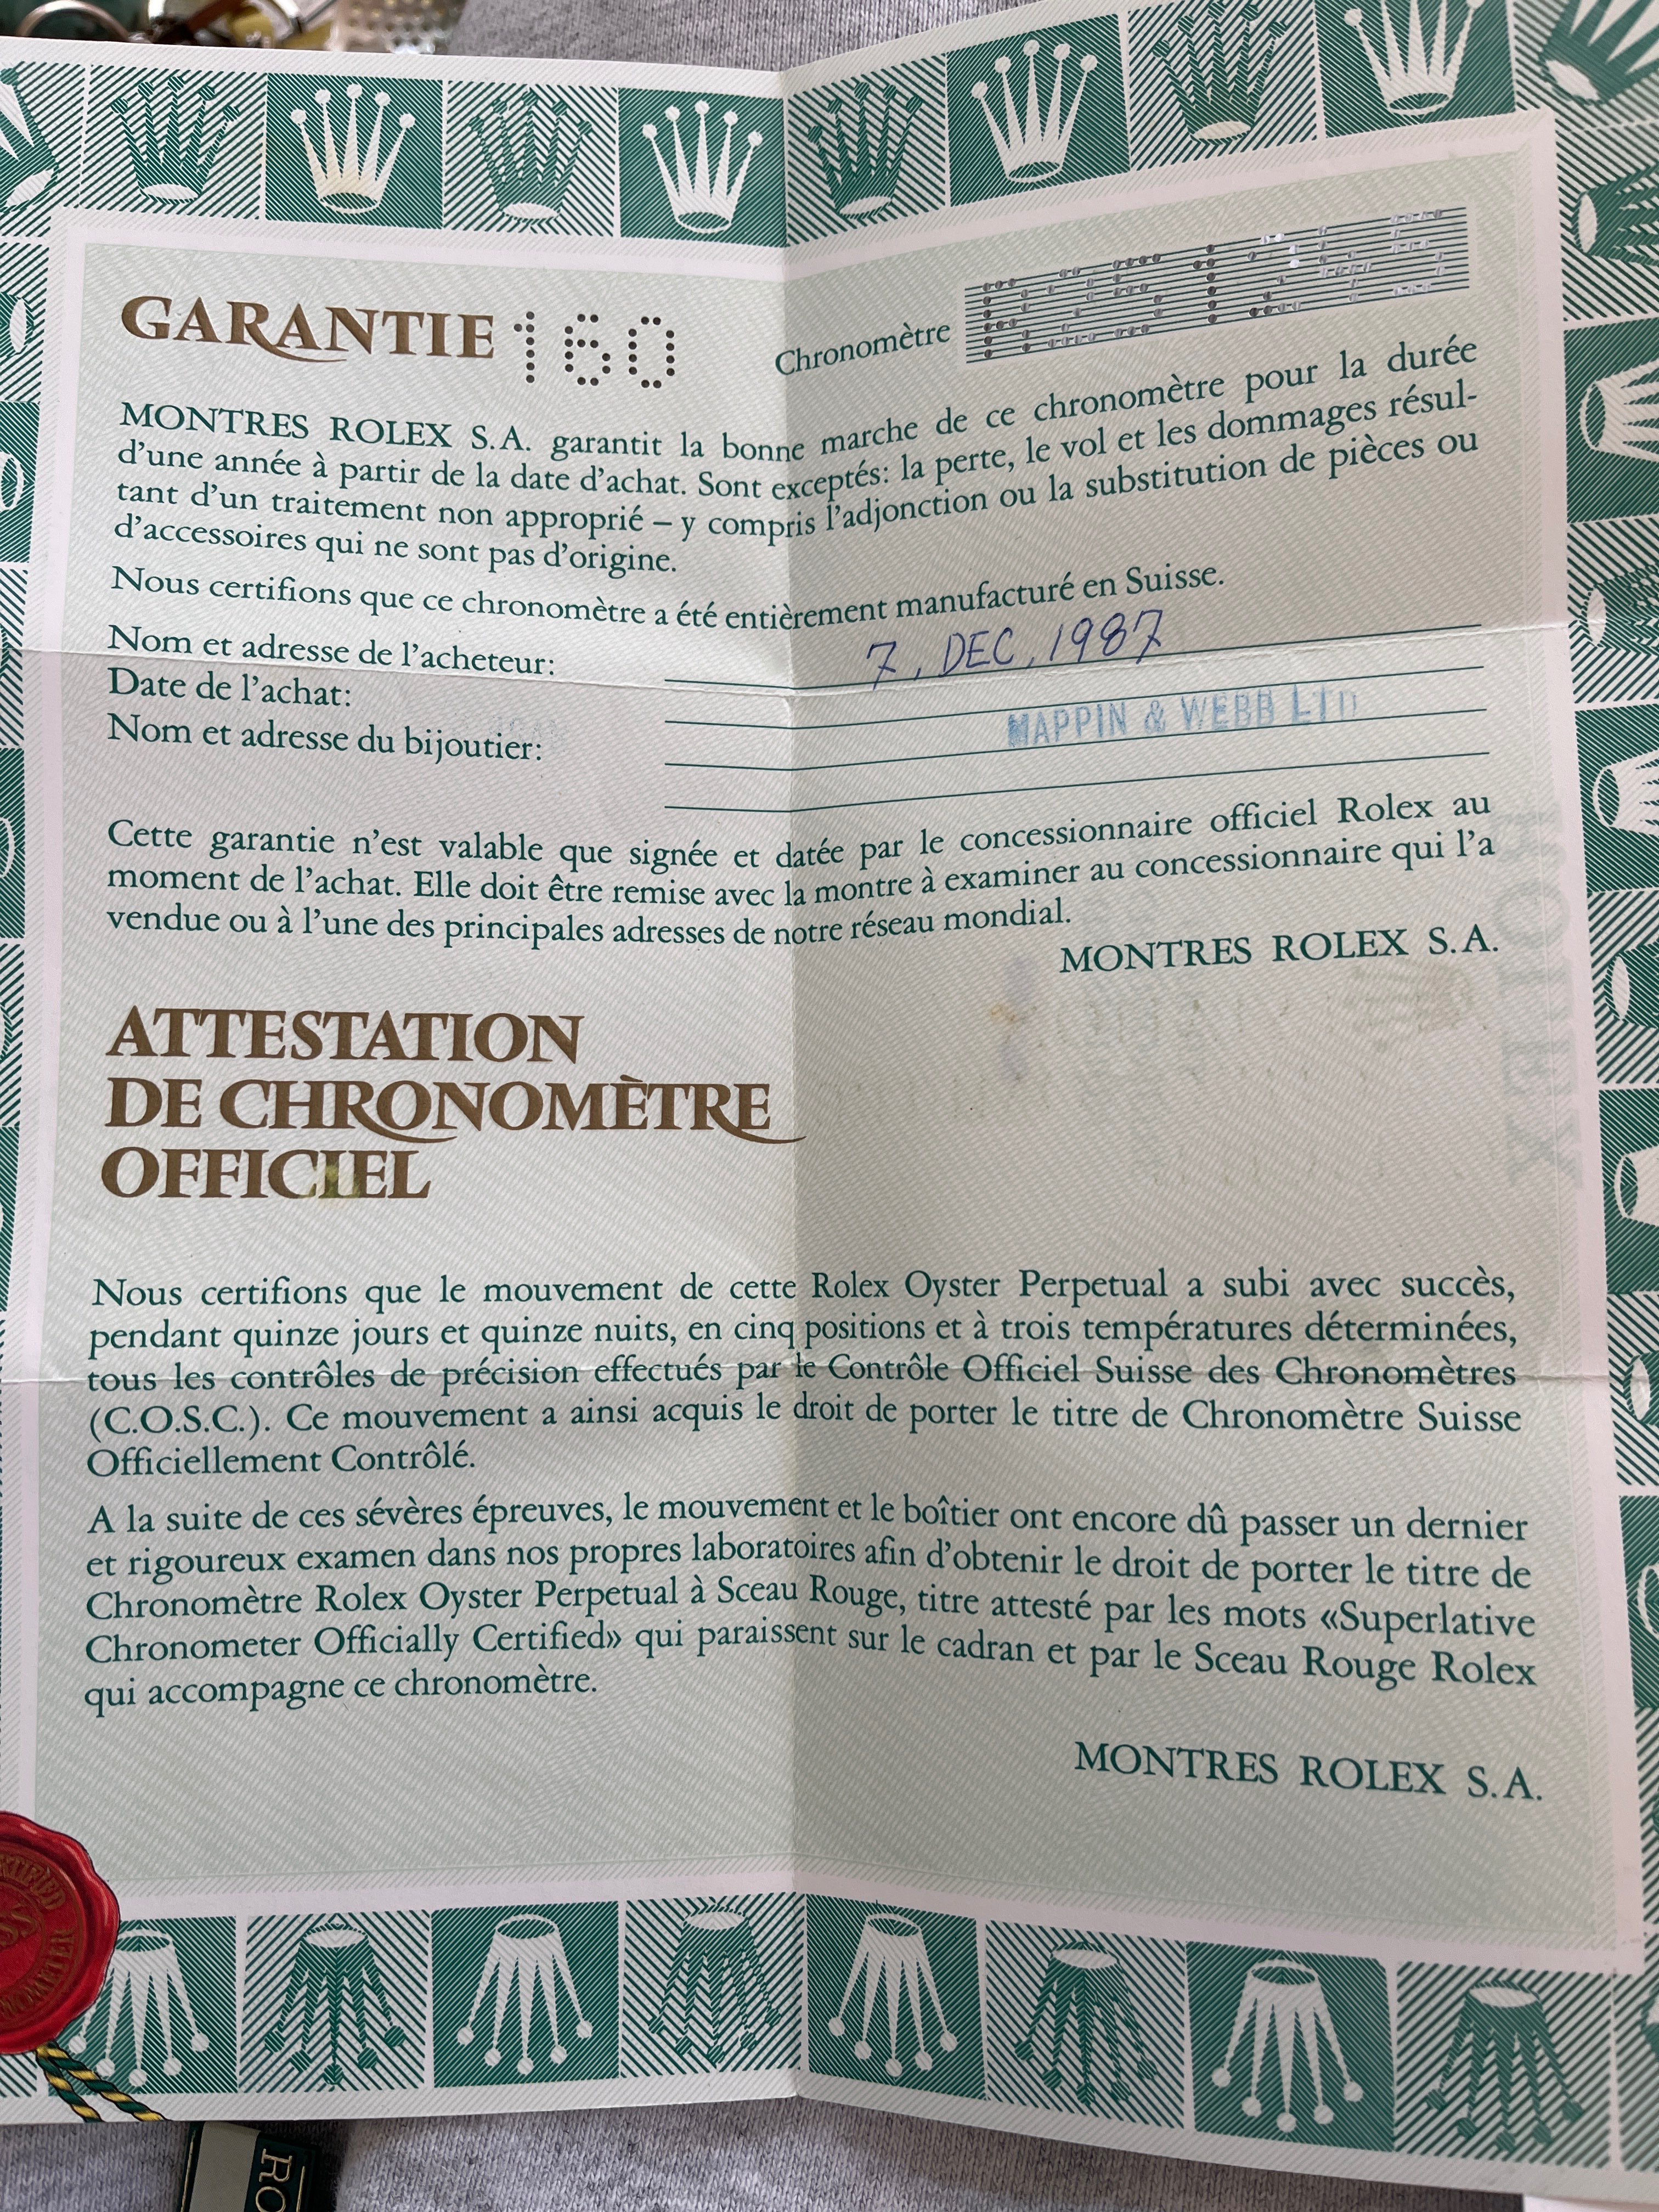 GARANTIE 160
Chronomètre
MONTRES ROLEX S.A. garantit la bonne marche de ce chronomètre pour la durée
d'une année à partir de la date d'achat. Sont exceptés: la perte, le vol et les dommages résul-
tant d'un traitement non approprié – y compris l'adjonction ou la substitution de pièces ou
d'accessoires qui ne sont pas d'origine.
Nous certifions que ce chronomètre a été entièrement manufacturé en Suisse.
Nom et adresse de l'acheteur: 7, DEC, 1987
Date de l'achat:
Nom et adresse du bijoutier: MAPPIN & WEBB LTD
Cette garantie n'est valable que signée et datée par le concessionnaire officiel Rolex au
moment de l'achat. Elle doit être remise avec la montre à examiner au concessionnaire qui l'a
vendue ou à l'une des principales adresses de notre réseau mondial.
MONTRES ROLEX S.A.
ROLEX
ATTESTATION
DE CHRONOMÈTRE
OFFICIEL
Nous certifions que le mouvement de cette Rolex Oyster Perpetual a subi avec succès,
pendant quinze jours et quinze nuits, en cinq positions et à trois températures déterminées,
tous les contrôles de précision effectués par le Contrôle Officiel Suisse des Chronomètres
(C.O.S.C.). Ce mouvement a ainsi acquis le droit de porter le titre de Chronomètre Suisse
Officiellement Contrôlé.
A la suite de ces sévères épreuves, le mouvement et le boîtier ont encore dû passer un dernier
et rigoureux examen dans nos propres laboratoires afin d'obtenir le droit de porter le titre de
Chronomètre Rolex Oyster Perpetual à Sceau Rouge, titre attesté par les mots «Superlative
Chronometer Officially Certified» qui paraissent sur le cadran et par le Sceau Rouge Rolex
qui accompagne ce chronomètre.
MONTRES ROLEX S.A.
RO